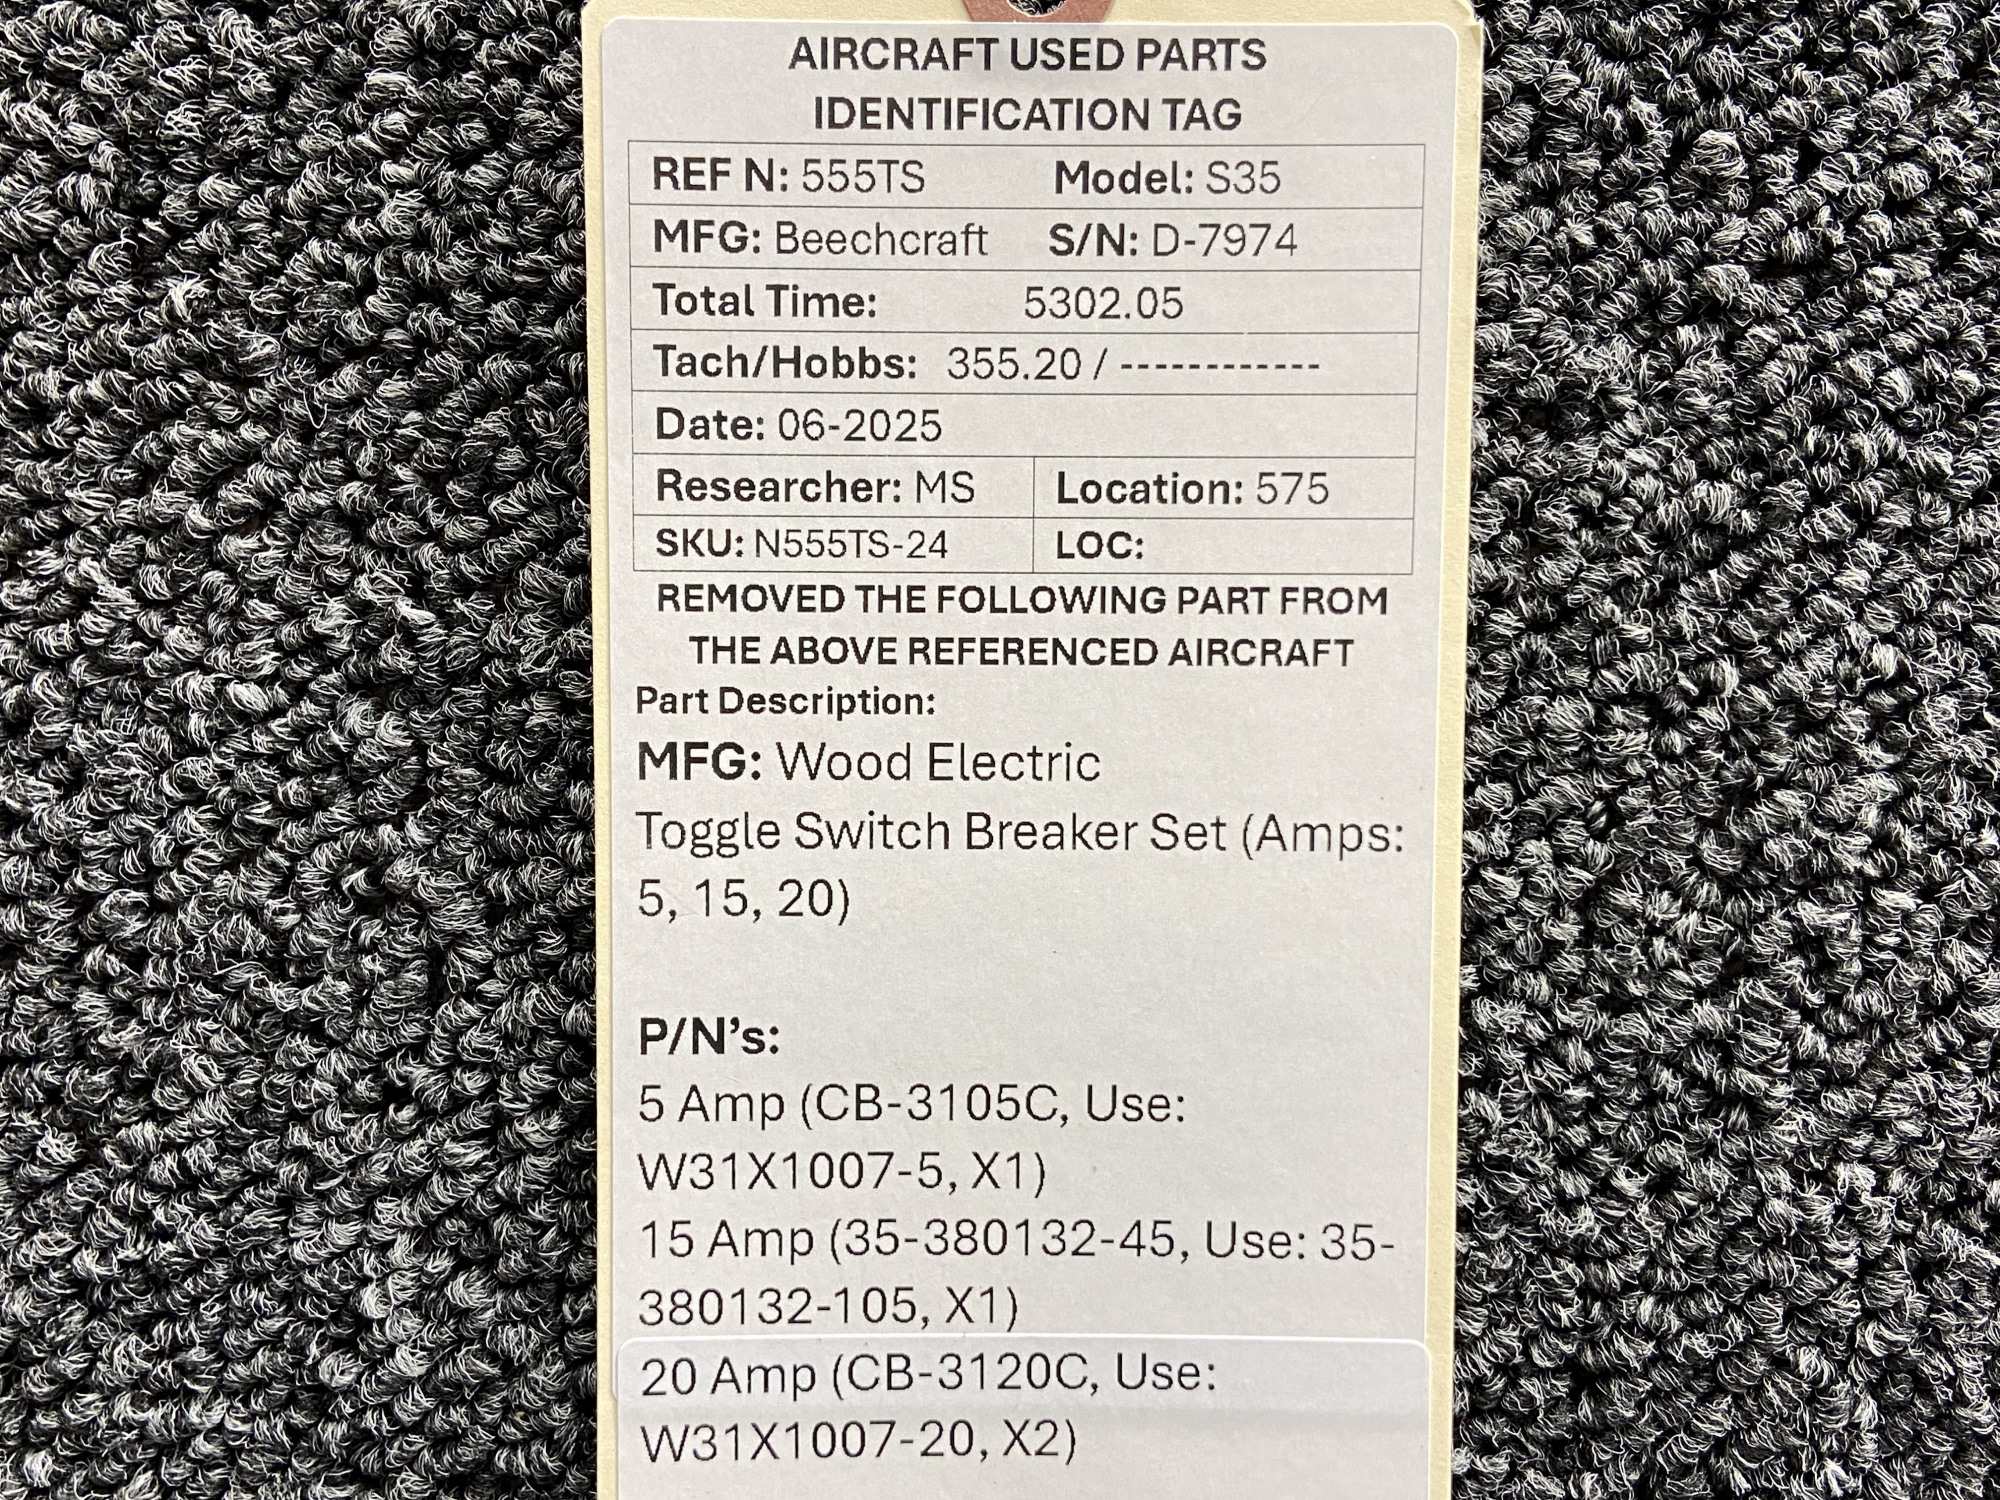 AIRCRAFT USED PARTS
IDENTIFICATION TAG
REF N: 555TS Model: S35
MFG: Beechcraft S/N: D-7974
Total Time: 5302.05
Tach/Hobbs: 355.20 / ------------
Date: 06-2025
Researcher: MS Location: 575
SKU: N555TS-24 LOC:
REMOVED THE FOLLOWING PART FROM
THE ABOVE REFERENCED AIRCRAFT
Part Description:
MFG: Wood Electric
Toggle Switch Breaker Set (Amps:
5, 15, 20)
P/N's:
5 Amp (CB-3105C, Use:
W31X1007-5, X1)
15 Amp (35-380132-45, Use: 35-
380132-105, X1)
20 Amp (CB-3120C, Use:
W31X1007-20, X2)